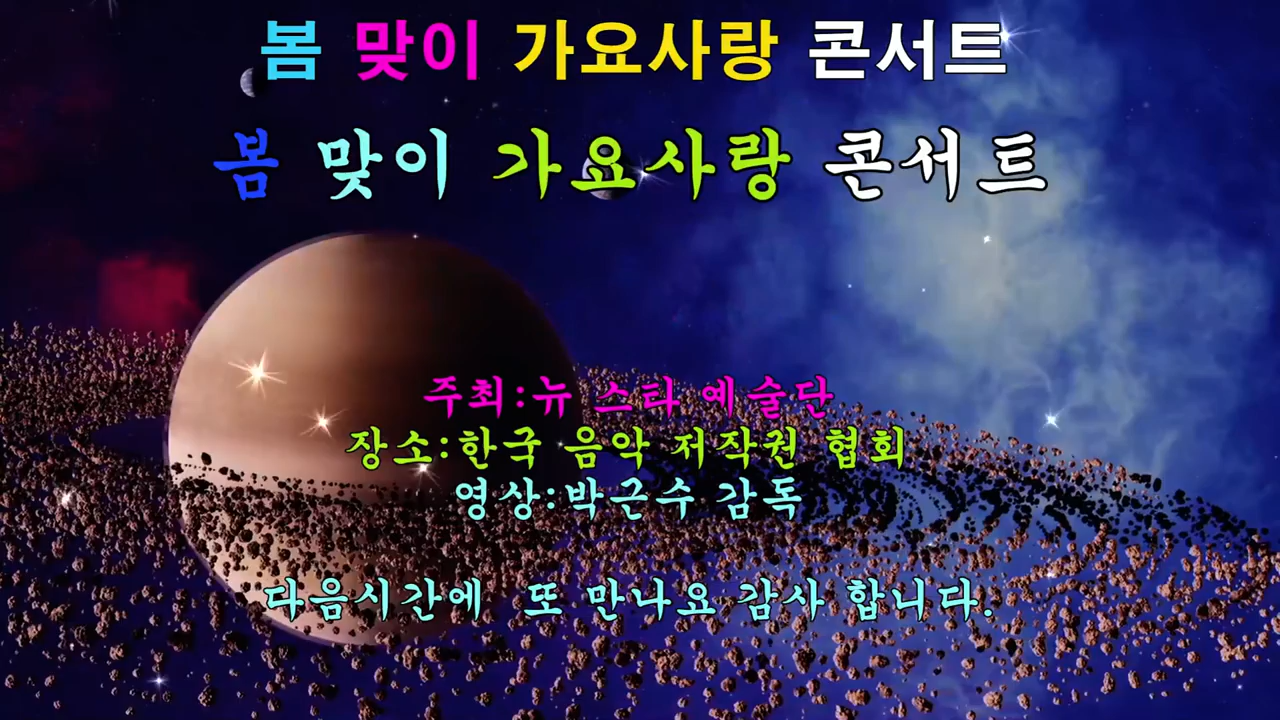 봄 맞이 가요사랑 콘서트
봄 맞이 가요사랑 콘서트
주최:뉴 스타 예술단
장소:한국 음악 저작권 협회
영상:박근수 감독
다음시간에 또 만나요 감사 합니다.